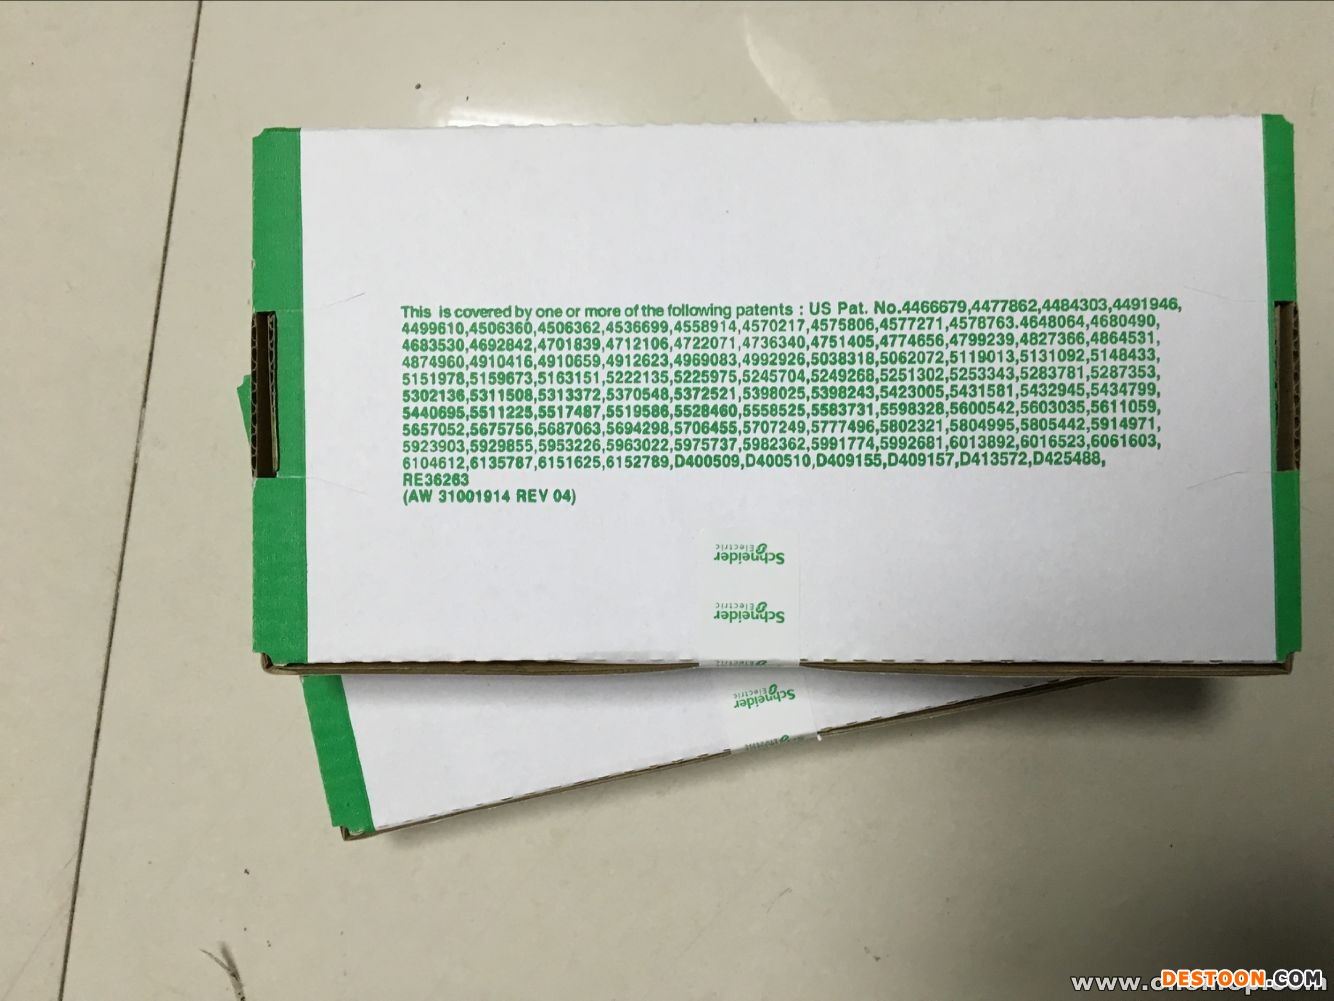 This is covered by one or more of the following patents : US Pat. No.4466679,4477862,4484303,4491946,
4499610,4506360,4506362,4536699,4558914,4570217,4575806,4577271,4578763.4648064,4680490,
4683530,4692842,4701839,4712106,4722071,4736340,4751405,4774656,4799239,4827366,4864531,
4874960,4910416,4910659,4912623,4969083,4992926,5038318,5062072,5119013,5131092,5148433,
5151978,5159673,5163151,5222135,5225975,5245704,5249268,5251302,5253343,5283781,5287353,
5302136,5311508,5313372,5370548,5372521,5398025,5398243,5423005,5431581,5432945,5434799,
5440695,5511225,5517487,5519586,5528460,5558525,5583731,5598328,5600542,5603035,5611059,
5657052,5675756,5687063,5694298,5706455,5707249,5777496,5802321,5804995,5805442,5914971,
5923903,5929855,5953226,5963022,5975737,5982362,5991774,5992681,6013892,6016523,6061603,
6104612,6135787,6151625,6152789,D400509,D400510,D409155,D409157,D413572,D425488,
RE36263
(AW 31001914 REV 04)
Schneider
Electric
Schneider
Electric
Schneider
Electric
DESTOON.COM